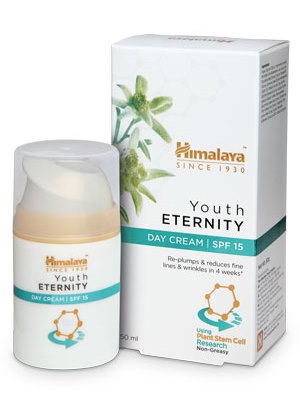 Himalaya
SINCE 1930
Youth
ETERNITY
DAY CREAM | SPF 15
Re-plumps & reduces fine
lines & wrinkles in 4 weeks*
Using
Plant Stem Cell
Research
Non-Greasy
50 ml
Himalaya
SINCE 1930
Youth
ETERNITY
DAY CREAM | SPF 15